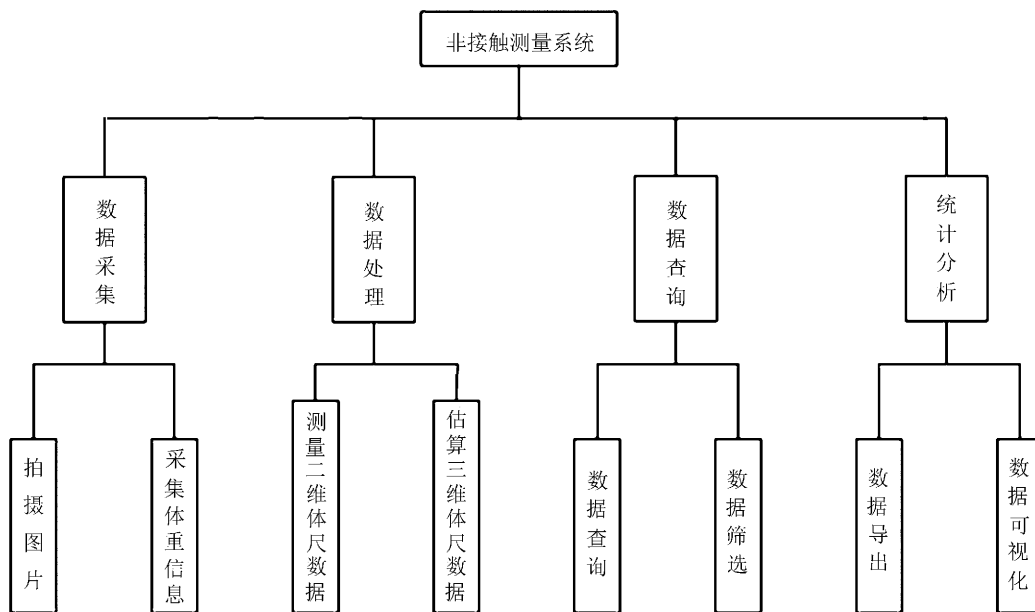 非接触测量系统
数据采集
数据处理
数据查询
统计分析
拍摄图片
采集体重信息
测量二维体尺数据
估算三维体尺数据
数据查询
数据筛选
数据导出
数据可视化